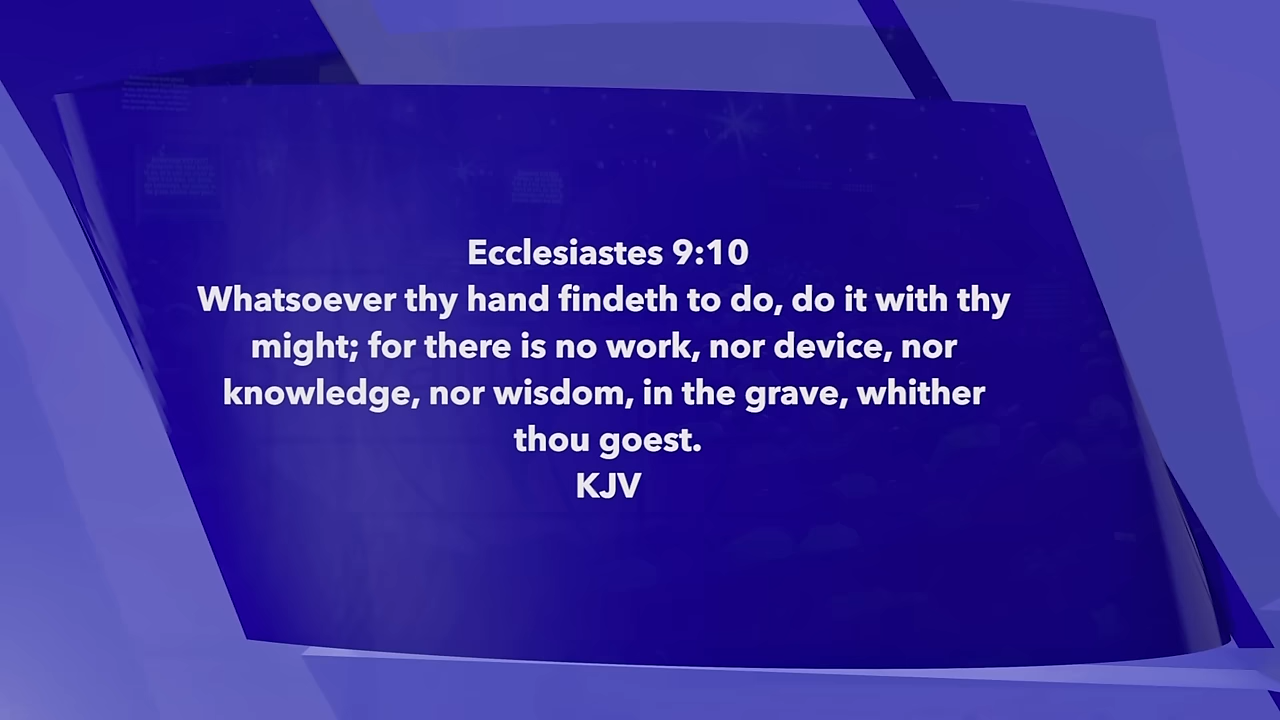 Ecclesiastes 9:10
Whatsoever thy hand findeth to do, do it with thy
might; for there is no work, nor device, nor
knowledge, nor wisdom, in the grave, whither
thou goest.
KJV